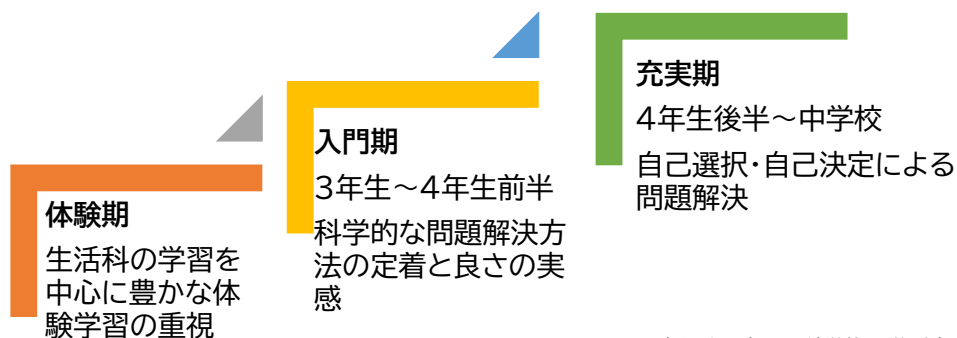 体験期
生活科の学習を
中心に豊かな体
験学習の重視
入門期
3年生～4年生前半
科学的な問題解決方
法の定着と良さの実
感
充実期
4年生後半～中学校
自己選択・自己決定による
問題解決